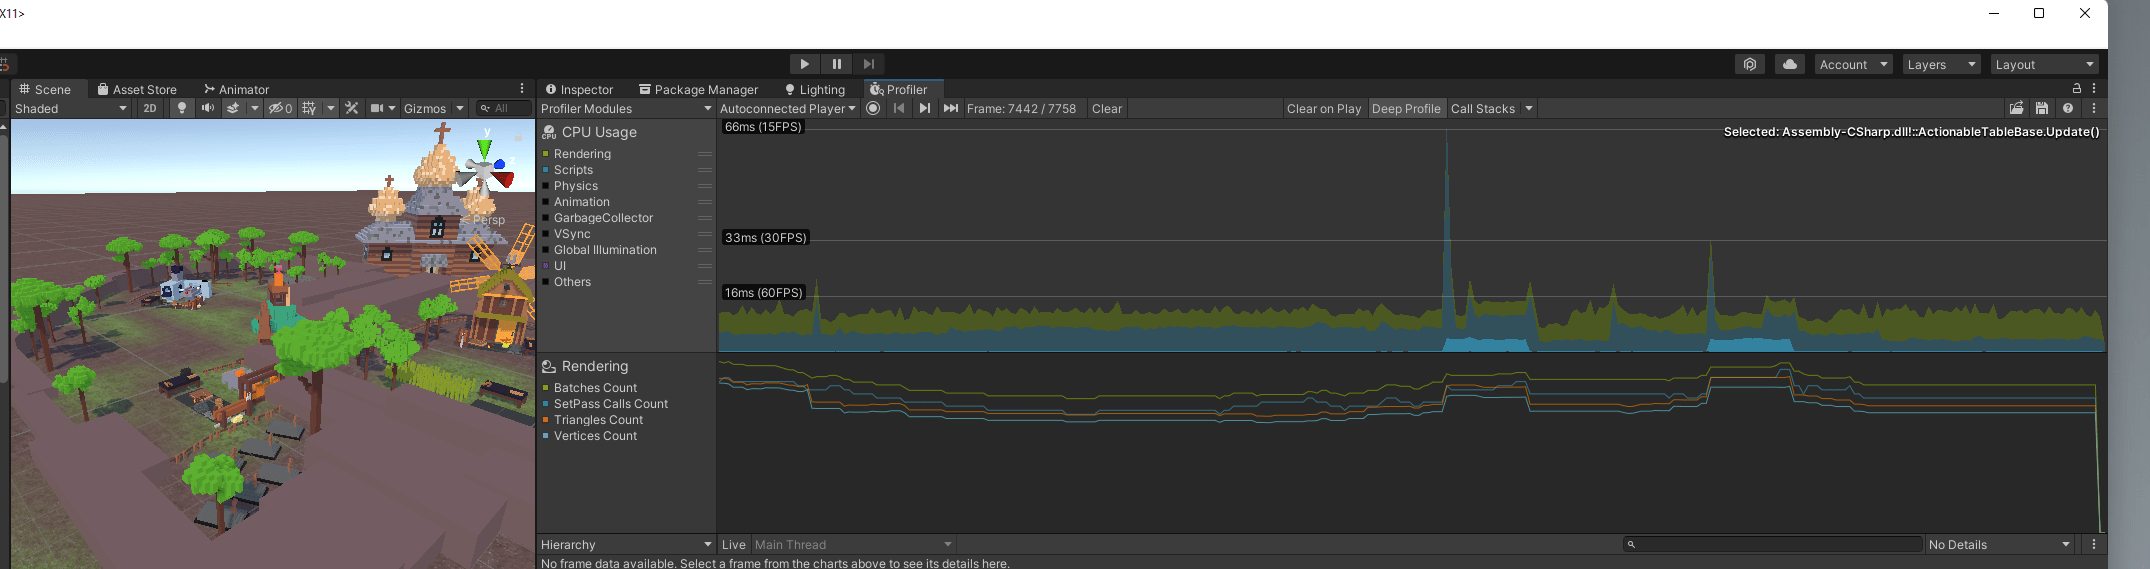 X11>
Account
Layers
Layout
Scene
Asset Store
Animator
Inspector
Package Manager
Lighting
Profiler
Shaded
2D
0
Gizmos
All
Profiler Modules
Autoconnected Player
Frame: 7442 / 7758
Clear
Clear on Play
Deep Profile
Call Stacks
y
Persp
CPU
CPU Usage
Rendering
Scripts
Physics
Animation
GarbageCollector
VSync
Global Illumination
UI
Others
66ms (15FPS)
Selected: Assembly-CSharp.dll!::ActionableTableBase.Update()
33ms (30FPS)
16ms (60FPS)
Rendering
Batches Count
SetPass Calls Count
Triangles Count
Vertices Count
Hierarchy
Live
Main Thread
No Details
No frame data available. Select a frame from the charts above to see its details here.